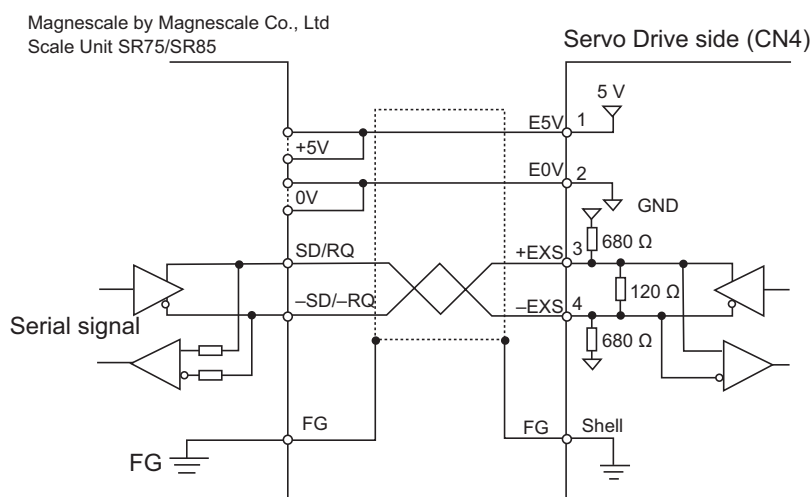 Magnescale by Magnescale Co., Ltd
Scale Unit SR75/SR85
Servo Drive side (CN4)
5 V
E5V 1
+5V
E0V 2
0V
GND
680 Ω
SD/RQ
+EXS 3
120 Ω
–SD/–RQ
–EXS 4
Serial signal
680 Ω
FG
FG
Shell
FG